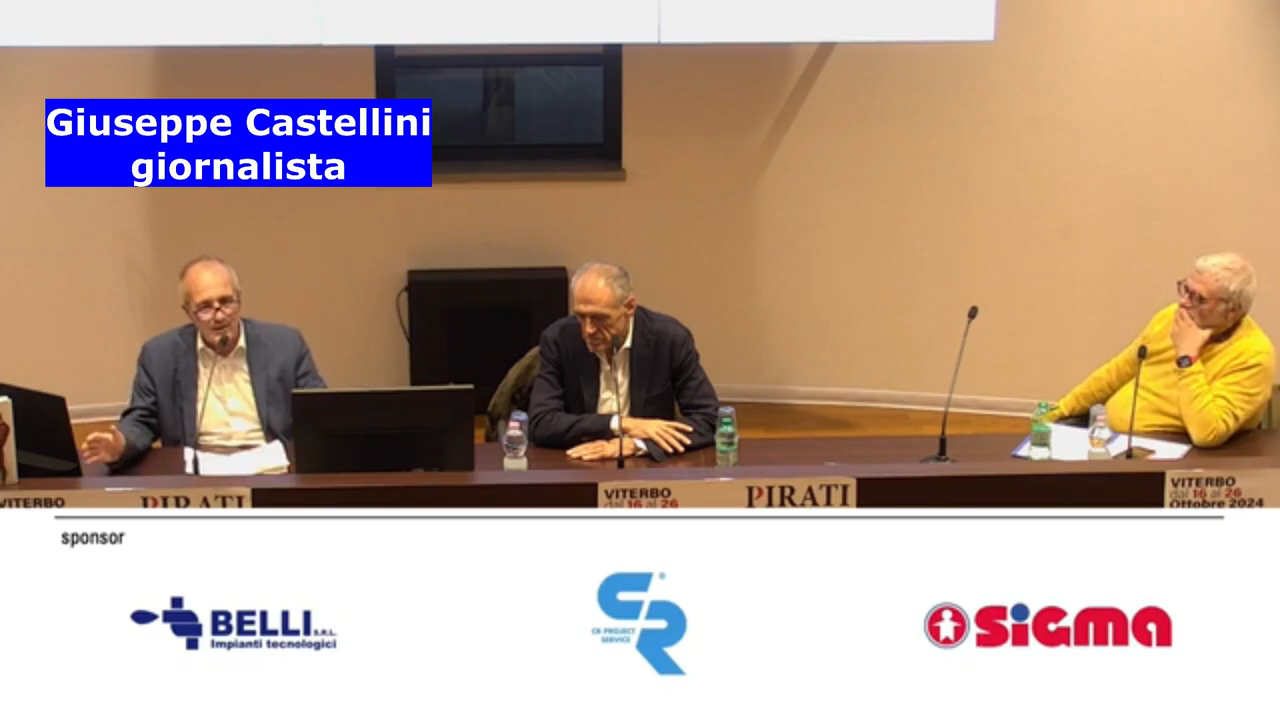 Giuseppe Castellini
giornalista
VITERBO
PIRATI
VITERBO
dal 16 al 26
PIRATI
VITERBO
dal 16 al 26
Ottobre 2024
sponsor
BELLI S.R.L.
Impianti tecnologici
CR PROJECT
SERVICE
SIGMA